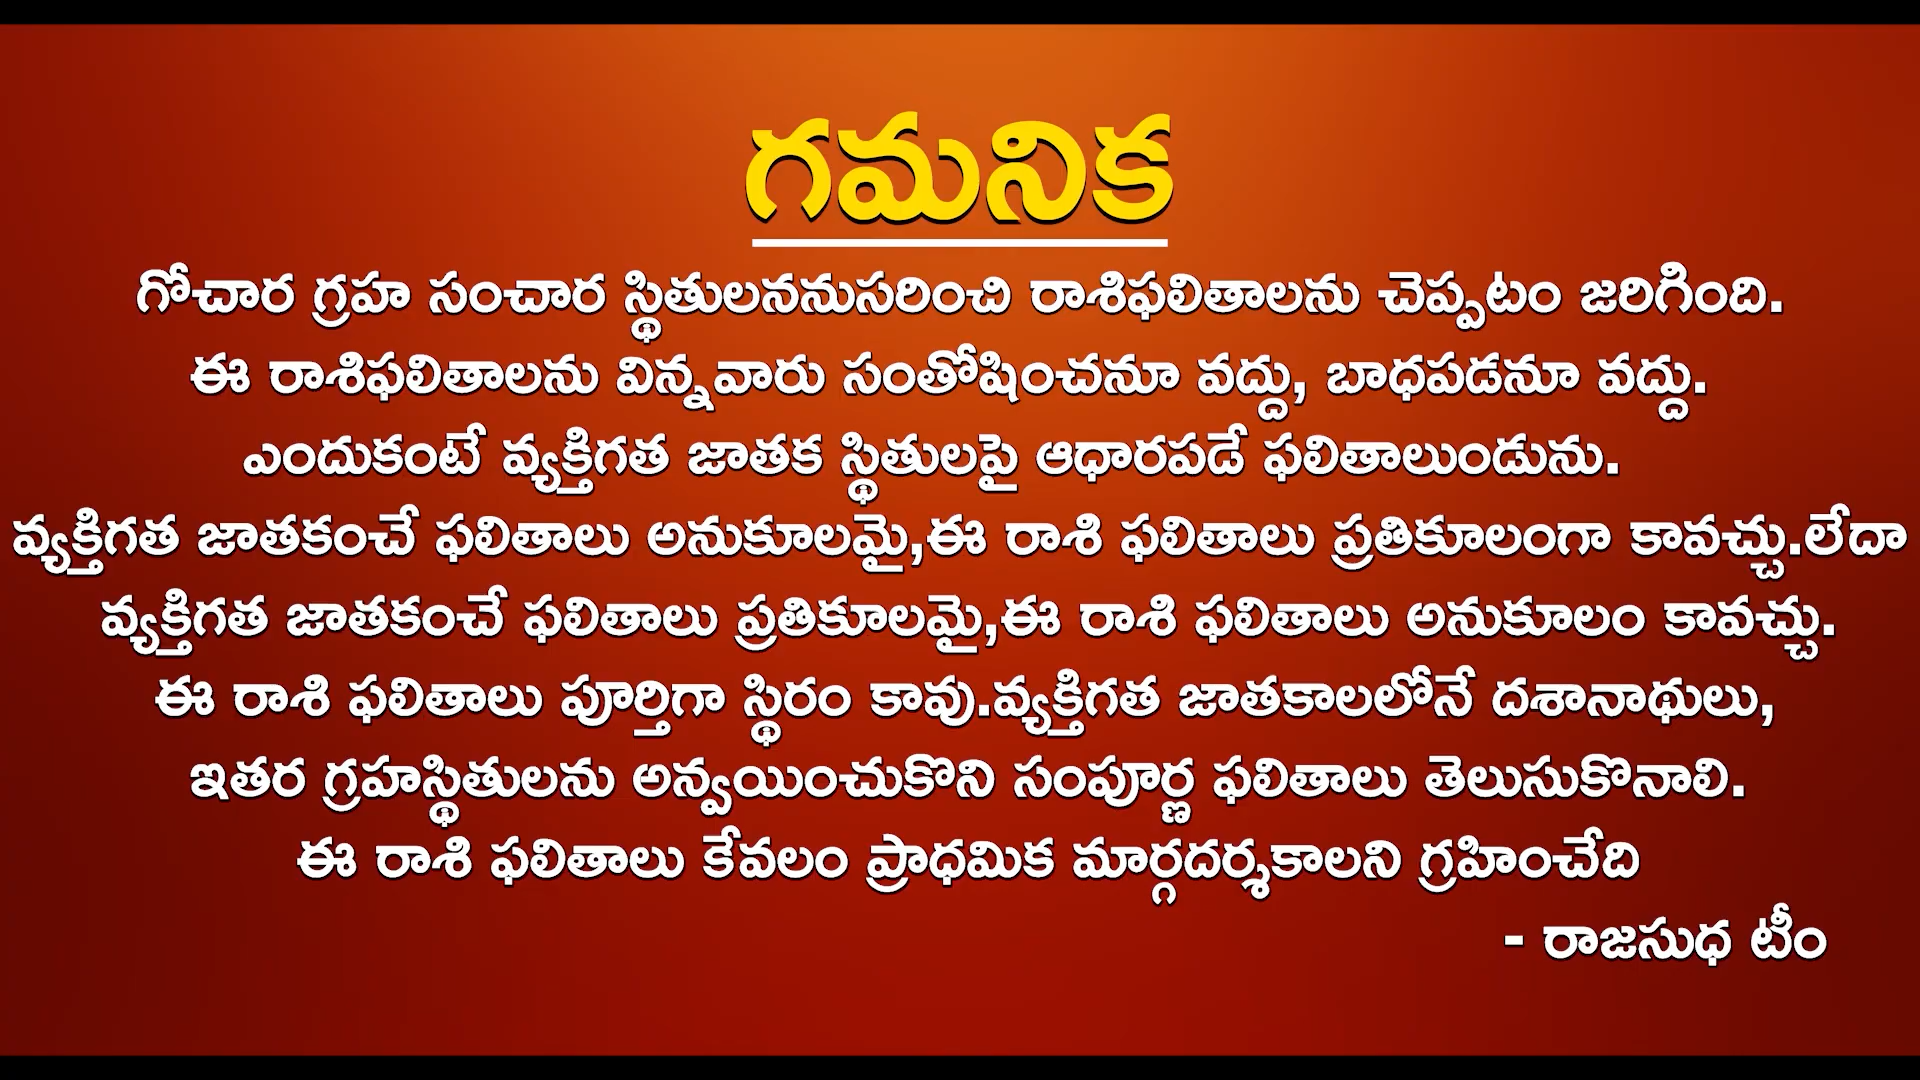 గమనిక
గోచార గ్రహ సంచార స్థితులననుసరించి రాశిఫలితాలను చెప్పటం జరిగింది.
ఈ రాశిఫలితాలను విన్నవారు సంతోషించనూ వద్దు, బాధపడనూ వద్దు.
ఎందుకంటే వ్యక్తిగత జాతక స్థితులపై ఆధారపడే ఫలితాలుండును.
వ్యక్తిగత జాతకంచే ఫలితాలు అనుకూలమై,ఈ రాశి ఫలితాలు ప్రతికూలంగా కావచ్చు.లేదా
వ్యక్తిగత జాతకంచే ఫలితాలు ప్రతికూలమై,ఈ రాశి ఫలితాలు అనుకూలం కావచ్చు.
ఈ రాశి ఫలితాలు పూర్తిగా స్థిరం కావు.వ్యక్తిగత జాతకాలలోనే దశానాథులు,
ఇతర గ్రహస్థితులను అన్వయించుకొని సంపూర్ణ ఫలితాలు తెలుసుకొనాలి.
ఈ రాశి ఫలితాలు కేవలం ప్రాధమిక మార్గదర్శకాలని గ్రహించేది
- రాజసుధ టీం